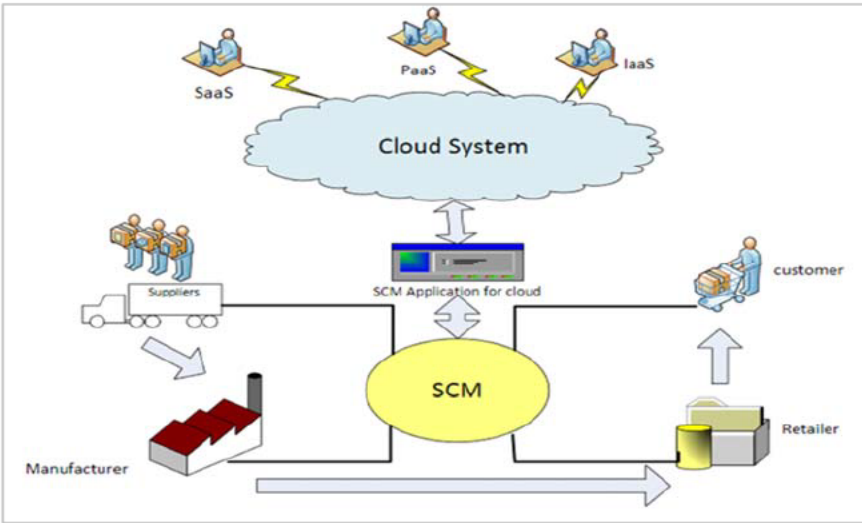 SaaS
PaaS
IaaS
Cloud System
Suppliers
SCM Application for cloud
customer
SCM
Manufacturer
Retailer